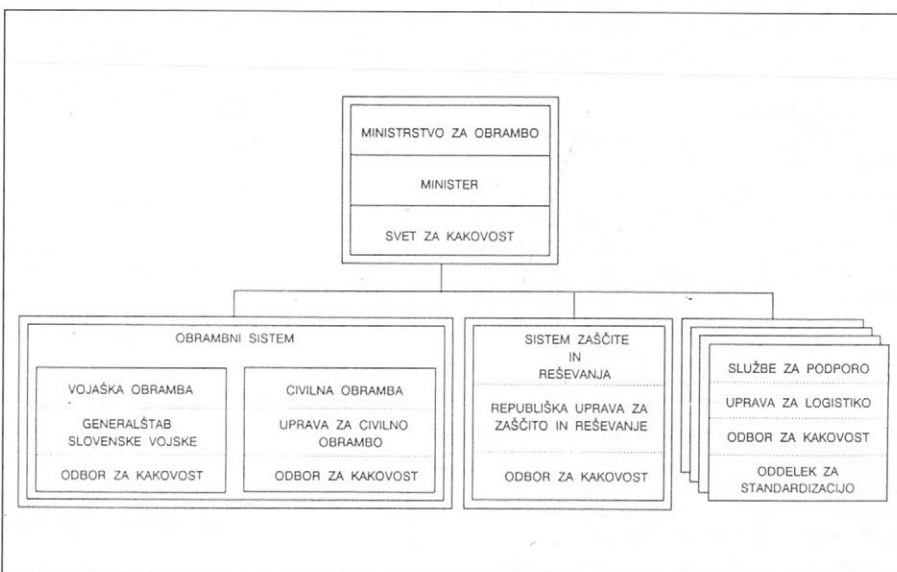 MINISTRSTVO ZA OBRAMBO
MINISTER
SVET ZA KAKOVOST
OBRAMBNI SISTEM
VOJAŠKA OBRAMBA
GENERALŠTAB
SLOVENSKE VOJSKE
ODBOR ZA KAKOVOST
CIVILNA OBRAMBA
UPRAVA ZA CIVILNO
OBRAMBO
ODBOR ZA KAKOVOST
SISTEM ZAŠČITE
IN
REŠEVANJA
REPUBLIŠKA UPRAVA ZA
ZAŠČITO IN REŠEVANJE
ODBOR ZA KAKOVOST
SLUŽBE ZA PODPORO
UPRAVA ZA LOGISTIKO
ODBOR ZA KAKOVOST
ODDELEK ZA
STANDARDIZACIJO